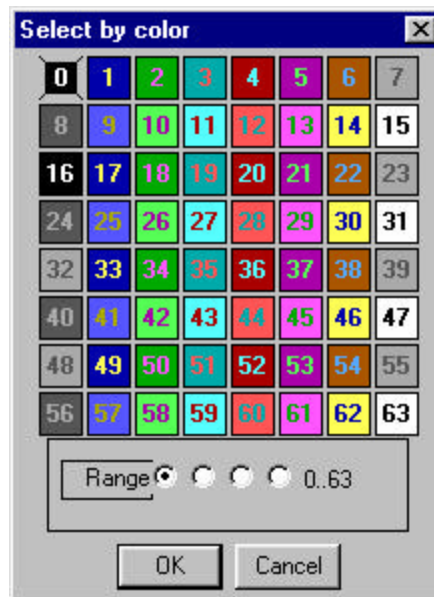 Select by color
0 1 2 3 4 5 6 7
8 9 10 11 12 13 14 15
16 17 18 19 20 21 22 23
24 25 26 27 28 29 30 31
32 33 34 35 36 37 38 39
40 41 42 43 44 45 46 47
48 49 50 51 52 53 54 55
56 57 58 59 60 61 62 63
Range 0..63
OK Cancel